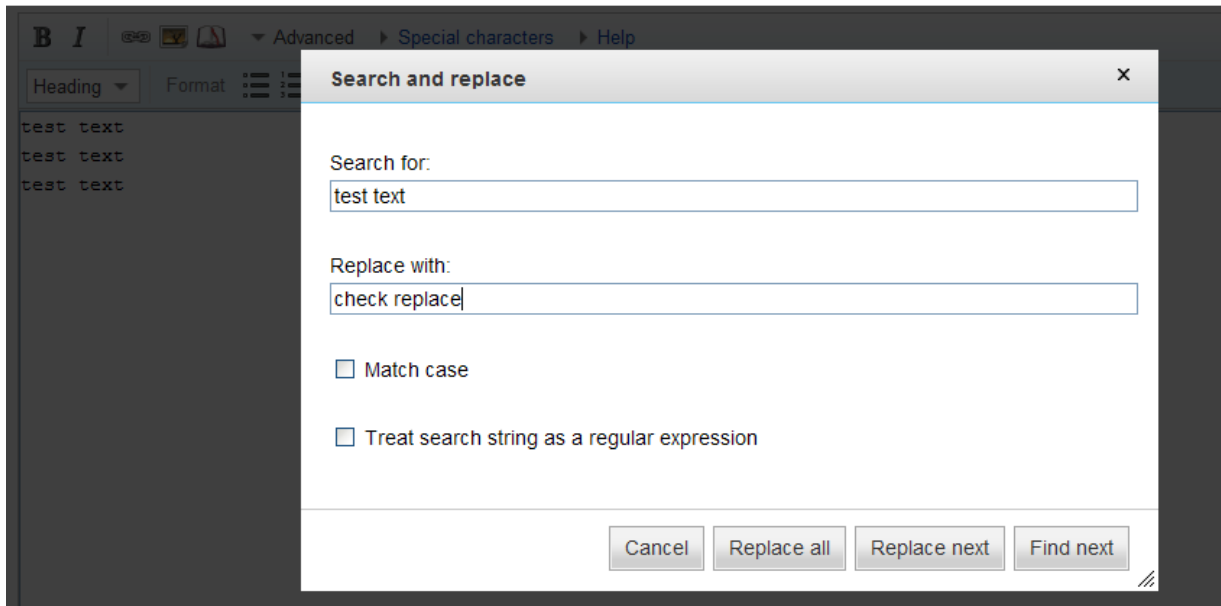 B I Advanced Special characters Help
Heading Format
test text
test text
test text
Search and replace
Search for:
test text
Replace with:
check replace
Match case
Treat search string as a regular expression
Cancel Replace all Replace next Find next